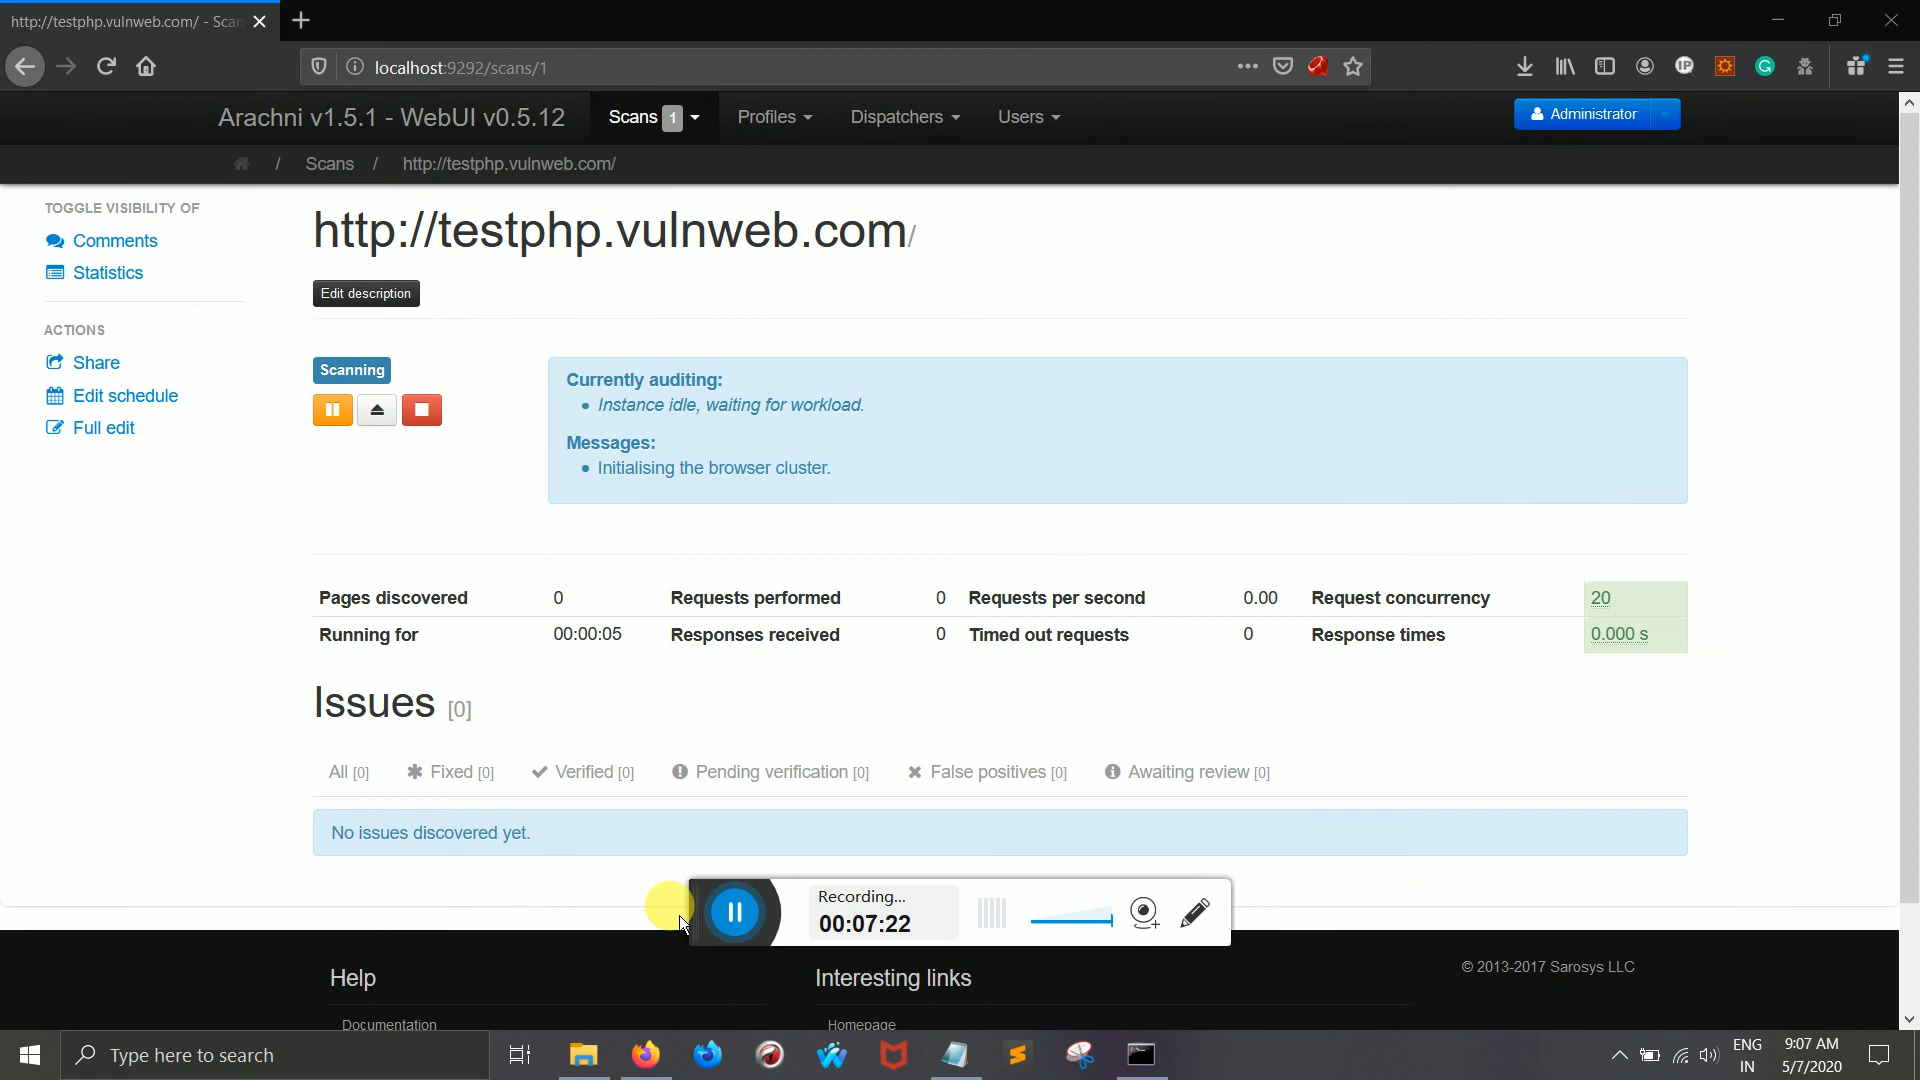 http://testphp.vulnweb.com/ - Scan
localhost:9292/scans/1
Arachni v1.5.1 - WebUI v0.5.12
Scans 1
Profiles
Dispatchers
Users
Administrator
/ Scans / http://testphp.vulnweb.com/
TOGGLE VISIBILITY OF
Comments
Statistics
ACTIONS
Share
Edit schedule
Full edit
http://testphp.vulnweb.com/
Edit description
Scanning
Currently auditing:
Instance idle, waiting for workload.
Messages:
Initialising the browser cluster.
Pages discovered 0 Requests performed 0 Requests per second 0.00 Request concurrency 20
Running for 00:00:05 Responses received 0 Timed out requests 0 Response times 0.000 s
Issues [0]
All [0] Fixed [0] Verified [0] Pending verification [0] False positives [0] Awaiting review [0]
No issues discovered yet.
Recording...
00:07:22
Help
Interesting links
© 2013-2017 Sarosys LLC
Documentation
Homepage
Type here to search
ENG
IN
9:07 AM
5/7/2020